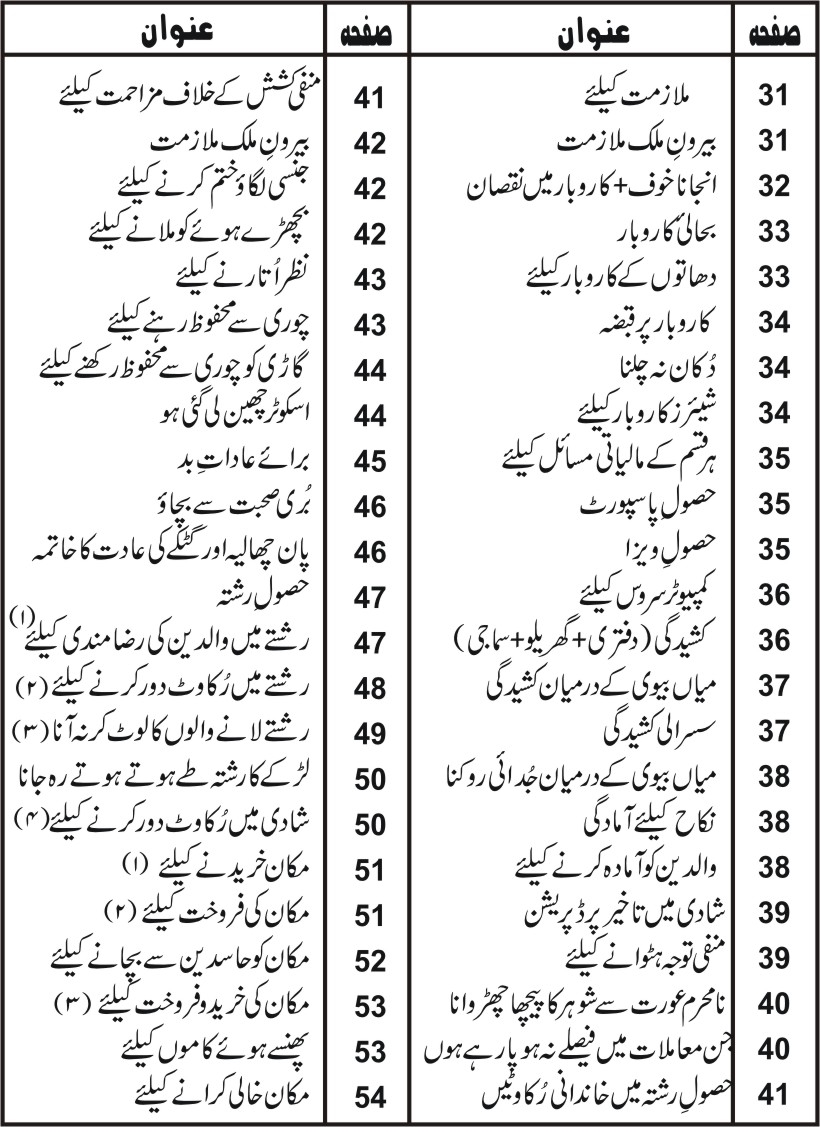 صفحہ عنوان صفحہ عنوان
31 ملازمت کیلئے
31 بیرونِ ملک ملازمت
32 انجانا خوف + کاروبار میں نقصان
33 بحالیٔ کاروبار
33 دھاتوں کے کاروبار کیلئے
34 کاروبار پر قبضہ
34 دُکان نہ چلنا
34 شیئرز کاروبار کیلئے
35 ہر قسم کے مالیاتی مسائل کیلئے
35 حصولِ پاسپورٹ
35 حصولِ ویزا
36 کمپیوٹر سروس کیلئے
36 کشیدگی (دفتری + گھریلو + سماجی)
37 میاں بیوی کے درمیان کشیدگی
37 سسرالی کشیدگی
38 میاں بیوی کے درمیان جُدائی روکنا
38 نکاح کیلئے آمادگی
38 والدین کو آمادہ کرنے کیلئے
39 شادی میں تاخیر پر ڈپریشن
39 منفی توجہ ہٹوانے کیلئے
40 نامحرم عورت سے شوہر کا پیچھا چھڑوانا
40 جن معاملات میں فیصلے نہ ہو پا رہے ہوں
41 حصولِ رشتہ میں خاندانی رُکاوٹیں
41 منفی کشش کے خلاف مزاحمت کیلئے
42 بیرونِ ملک ملازمت
42 جنسی لگاؤ ختم کرنے کیلئے
42 بچھڑے ہوئے کو ملانے کیلئے
43 نظر اُتارنے کیلئے
43 چوری سے محفوظ رہنے کیلئے
44 گاڑی کو چوری سے محفوظ رکھنے کیلئے
44 اسکوٹر چھین لی گئی ہو
45 برائے عاداتِ بد
46 بُری صحبت سے بچاؤ
46 پان چھالیہ اور گٹکے کی عادت کا خاتمہ
47 حصولِ رشتہ
47 رشتے میں والدین کی رضامندی کیلئے (۱)
48 رشتے میں رُکاوٹ دور کرنے کیلئے (۲)
49 رشتے لانے والوں کا لوٹ کر نہ آنا (۳)
50 لڑکے کا رشتہ طے ہوتے ہوتے رہ جانا
50 شادی میں رُکاوٹ دور کرنے کیلئے (۴)
51 مکان خریدنے کیلئے (۱)
51 مکان کی فروخت کیلئے (۲)
52 مکان کو حاسدین سے بچانے کیلئے
53 مکان کی خرید و فروخت کیلئے (۳)
53 پھنسے ہوئے کاموں کیلئے
54 مکان خالی کرانے کیلئے